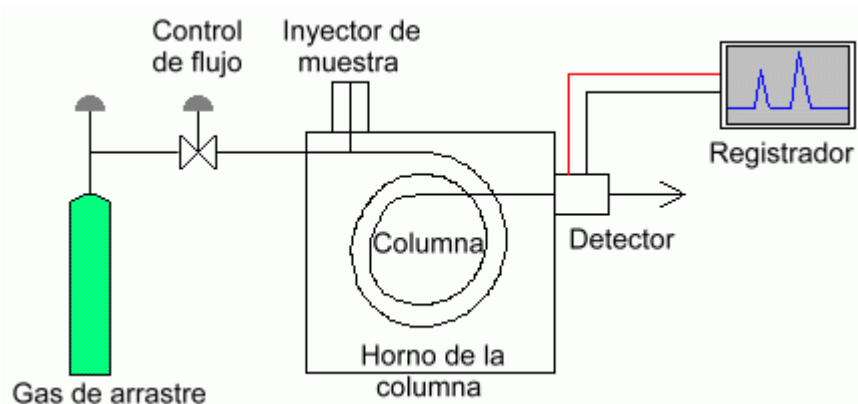 Control
de flujo
Inyector de
muestra
Registrador
Columna
Detector
Horno de la
columna
Gas de arrastre